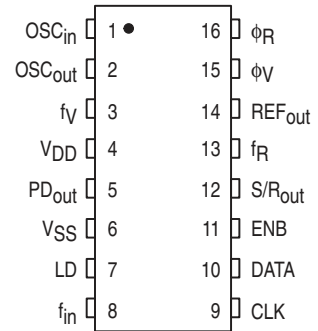 OSCin 1 16 ϕR
OSCout 2 15 ϕV
fV 3 14 REFout
VDD 4 13 fR
PDout 5 12 S/Rout
VSS 6 11 ENB
LD 7 10 DATA
fin 8 9 CLK